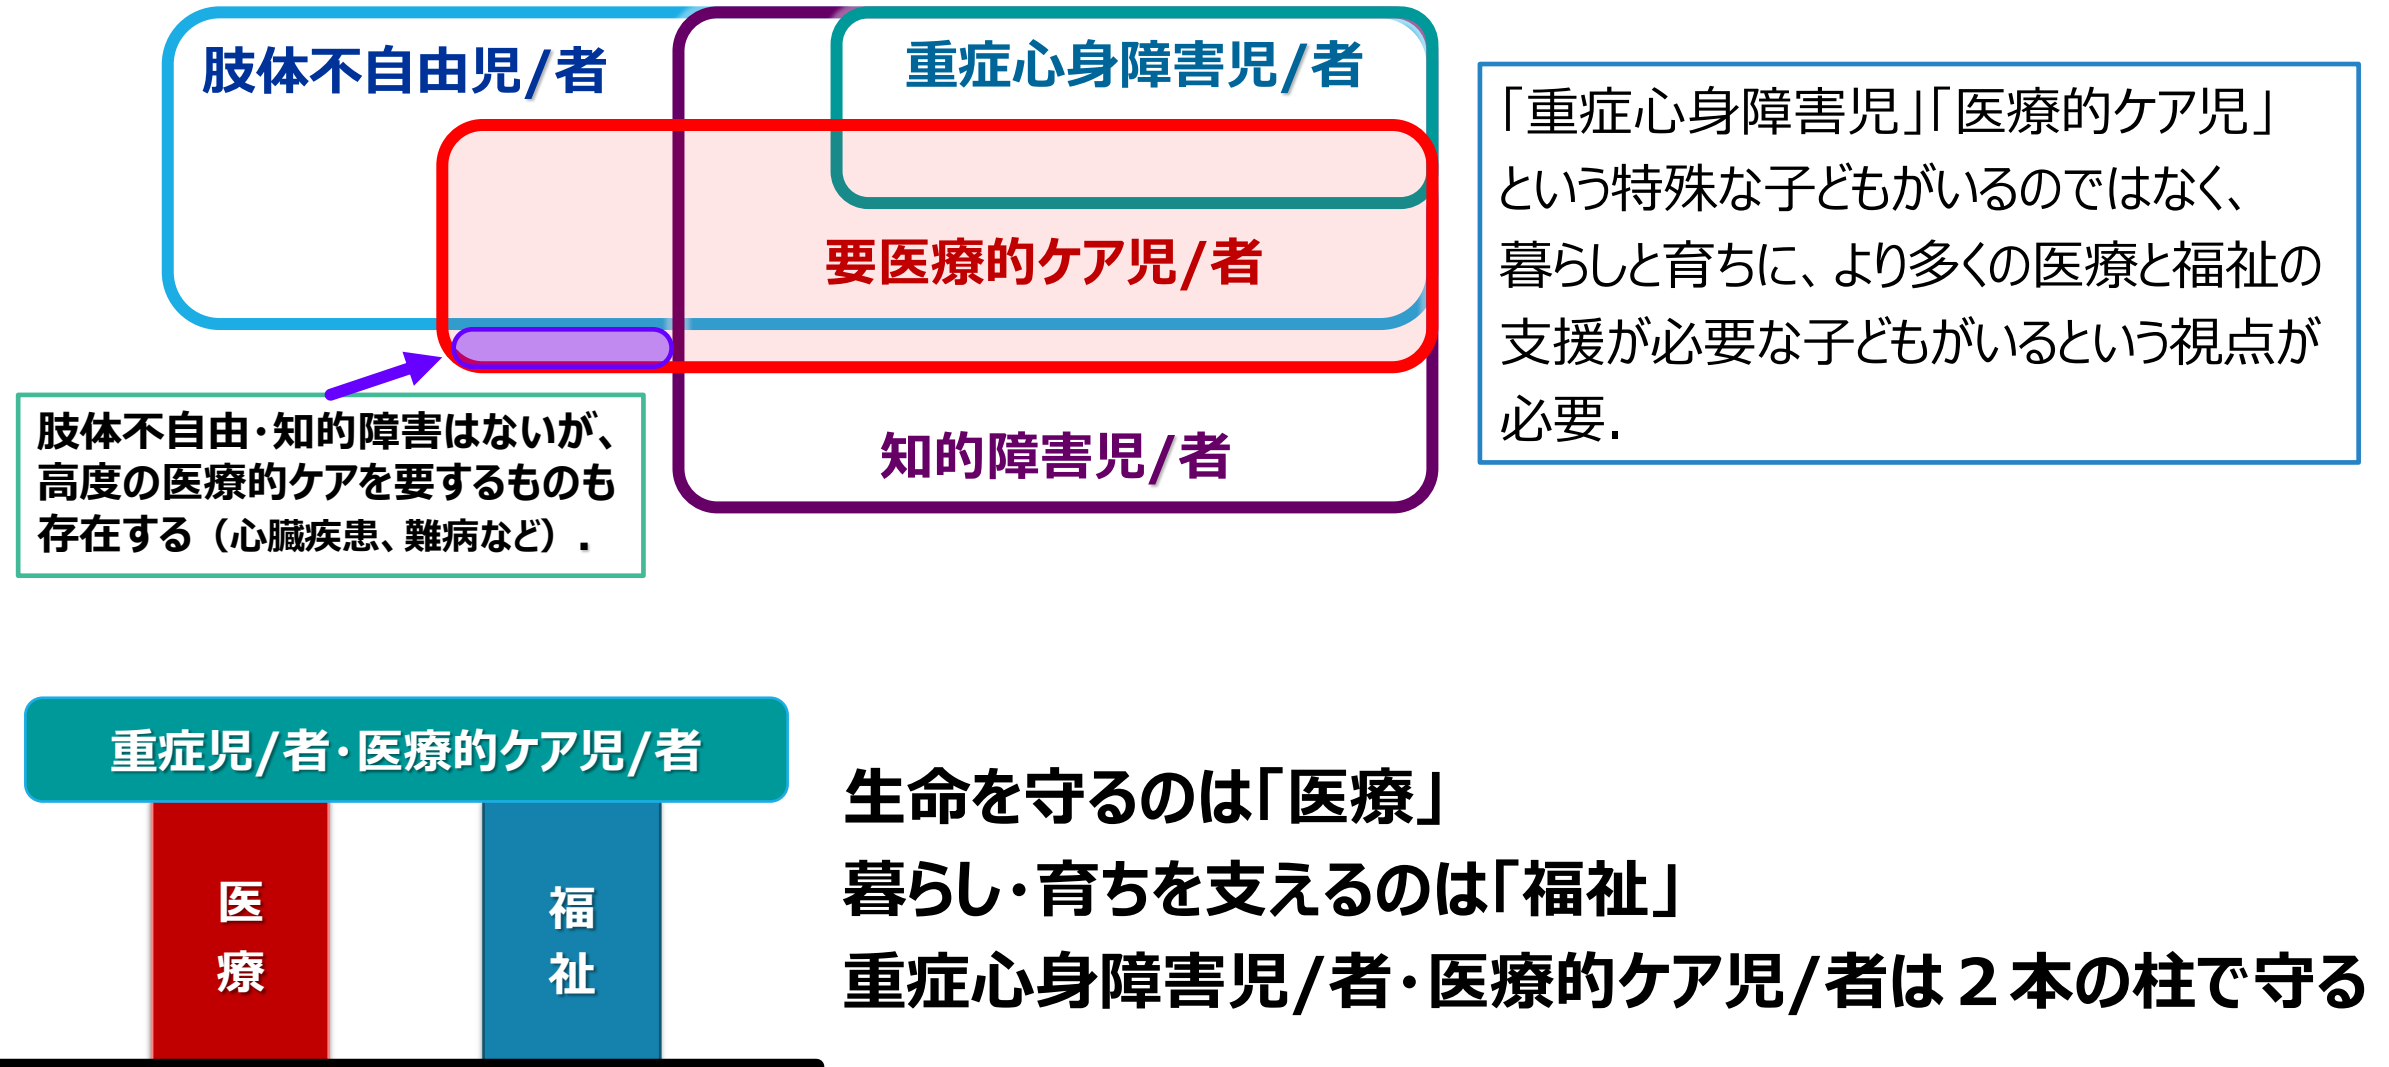 肢体不自由児/者
重症心身障害児/者
要医療的ケア児/者
知的障害児/者
肢体不自由・知的障害はないが、
高度の医療的ケアを要するものも
存在する（心臓疾患、難病など）.
「重症心身障害児」「医療的ケア児」
という特殊な子どもがいるのではなく、
暮らしと育ちに、より多くの医療と福祉の
支援が必要な子どもがいるという視点が
必要.
重症児/者・医療的ケア児/者
医療
福祉
生命を守るのは「医療」
暮らし・育ちを支えるのは「福祉」
重症心身障害児/者・医療的ケア児/者は２本の柱で守る